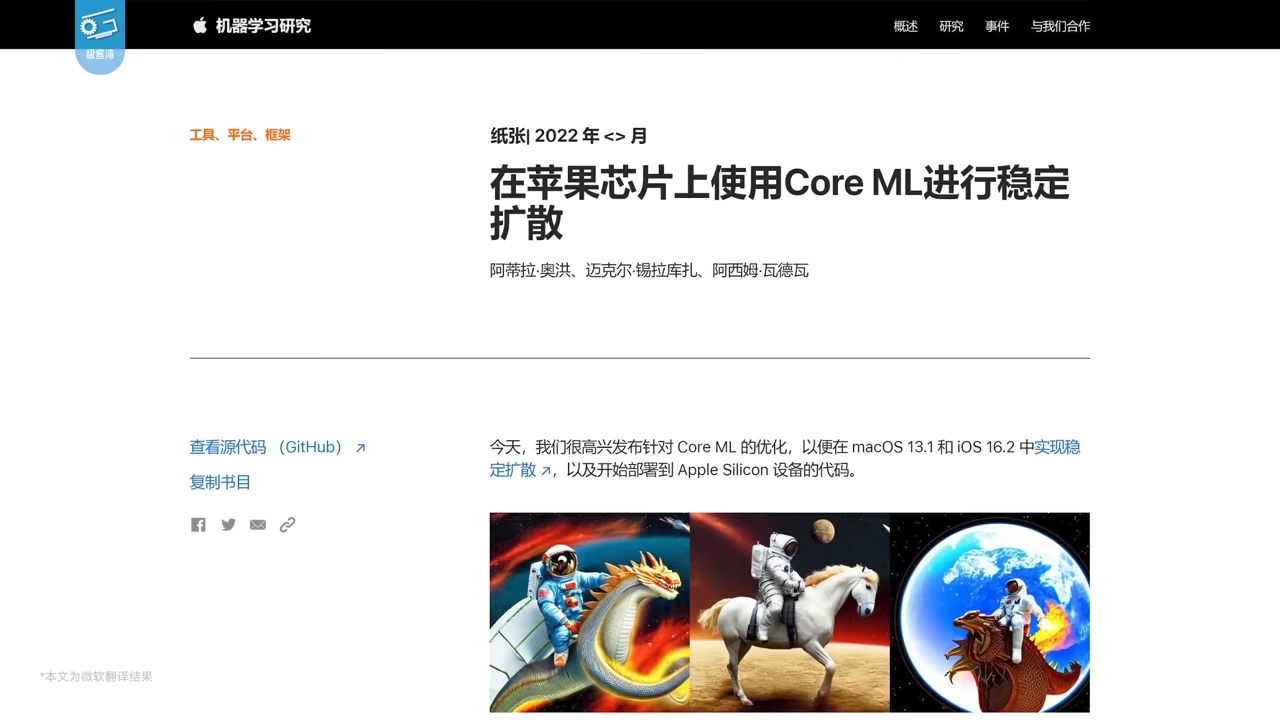 极客湾
机器学习研究
概述 研究 事件 与我们合作
工具、平台、框架
纸张| 2022 年 <> 月
在苹果芯片上使用Core ML进行稳定
扩散
阿蒂拉·奥洪、迈克尔·锡拉库扎、阿西姆·瓦德瓦
查看源代码 （GitHub） ↗
复制书目
今天，我们很高兴发布针对 Core ML 的优化，以便在 macOS 13.1 和 iOS 16.2 中实现稳
定扩散 ↗，以及开始部署到 Apple Silicon 设备的代码。
*本文为微软翻译结果